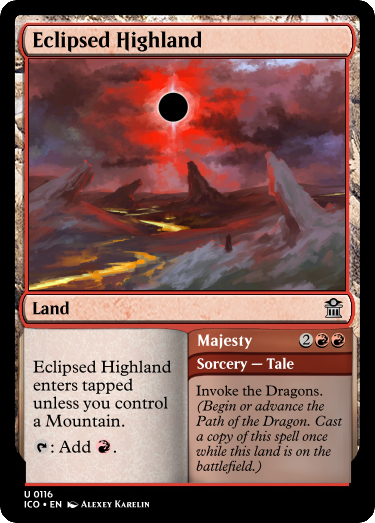 Eclipsed Highland
Land
Eclipsed Highland
enters tapped
unless you control
a Mountain.
: Add .
Majesty 2
Sorcery — Tale
Invoke the Dragons.
(Begin or advance the
Path of the Dragon. Cast
a copy of this spell once
while this land is on the
battlefield.)
U 0116
ICO • EN Alexey Karelin